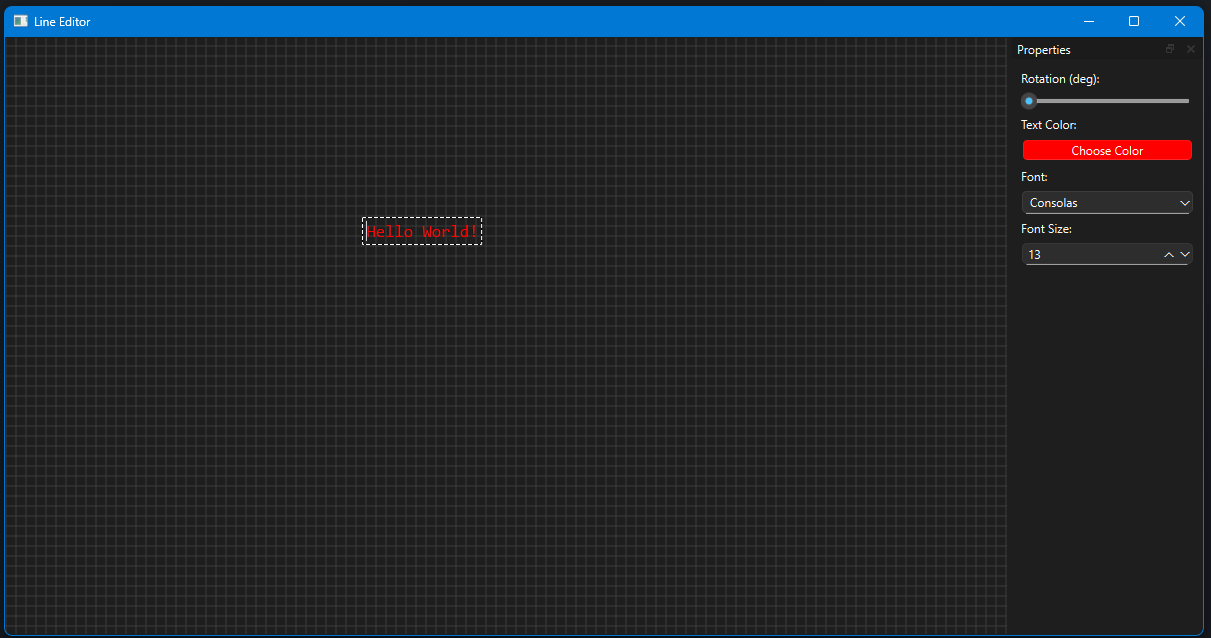 Line Editor
Properties
Rotation (deg):
Text Color:
Choose Color
Font:
Consolas
Hello World!
Font Size:
13